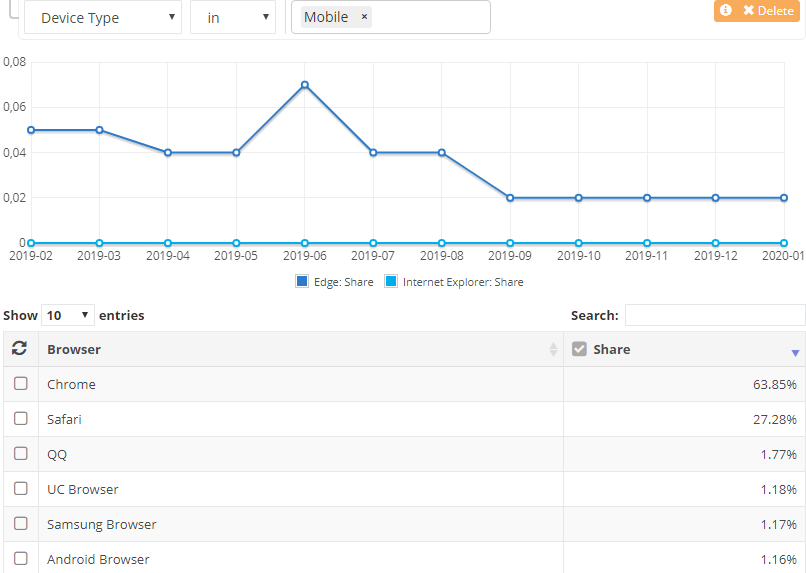 Device Type in Mobile × Delete
0,08
0,06
0,04
0,02
0
2019-02 2019-03 2019-04 2019-05 2019-06 2019-07 2019-08 2019-09 2019-10 2019-11 2019-12 2020-01
Edge: Share Internet Explorer: Share
Show 10 entries Search:
Browser Share
Chrome 63.85%
Safari 27.28%
QQ 1.77%
UC Browser 1.18%
Samsung Browser 1.17%
Android Browser 1.16%